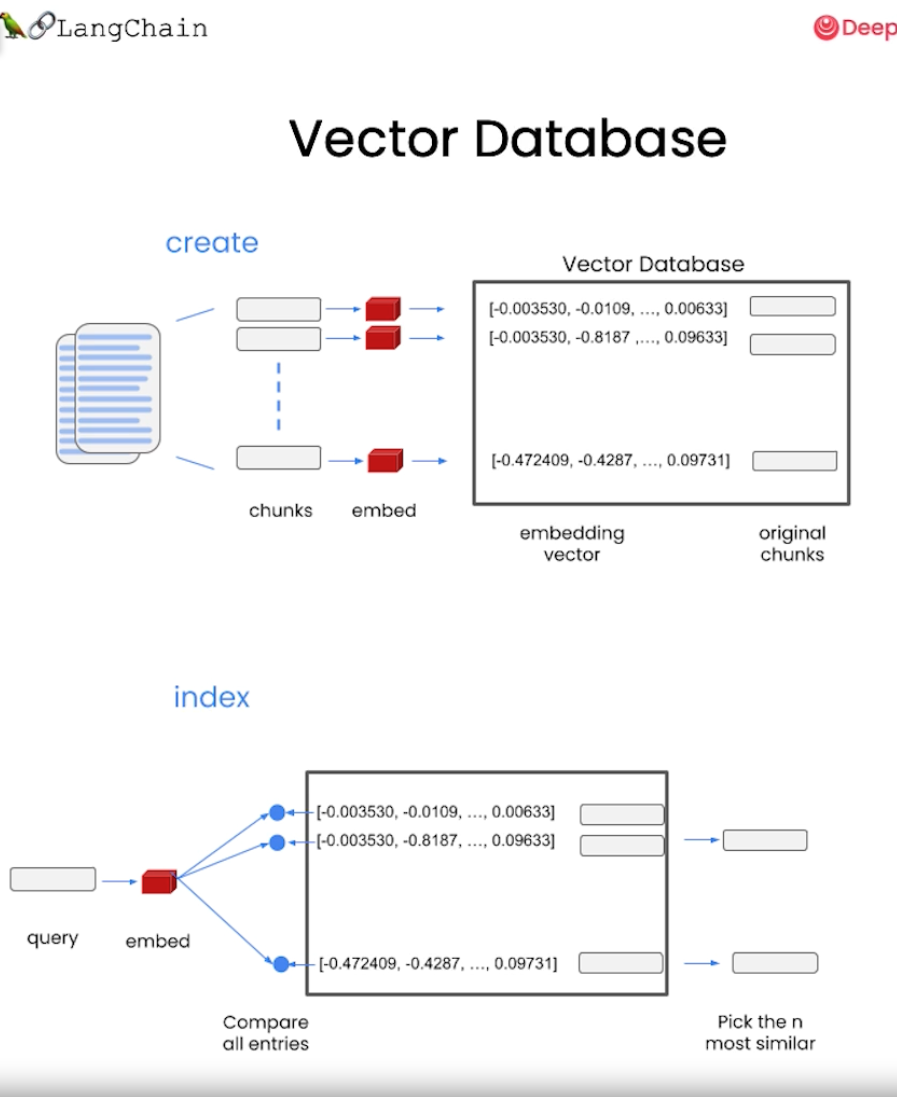 LangChain
Deep
Vector Database
create
Vector Database
[-0.003530, -0.0109, ..., 0.00633]
[-0.003530, -0.8187 ,..., 0.09633]
[-0.472409, -0.4287, ..., 0.09731]
chunks
embed
embedding
vector
original
chunks
index
[-0.003530, -0.0109, ..., 0.00633]
[-0.003530, -0.8187, ..., 0.09633]
query
embed
[-0.472409, -0.4287, ..., 0.09731]
Compare
all entries
Pick the n
most similar